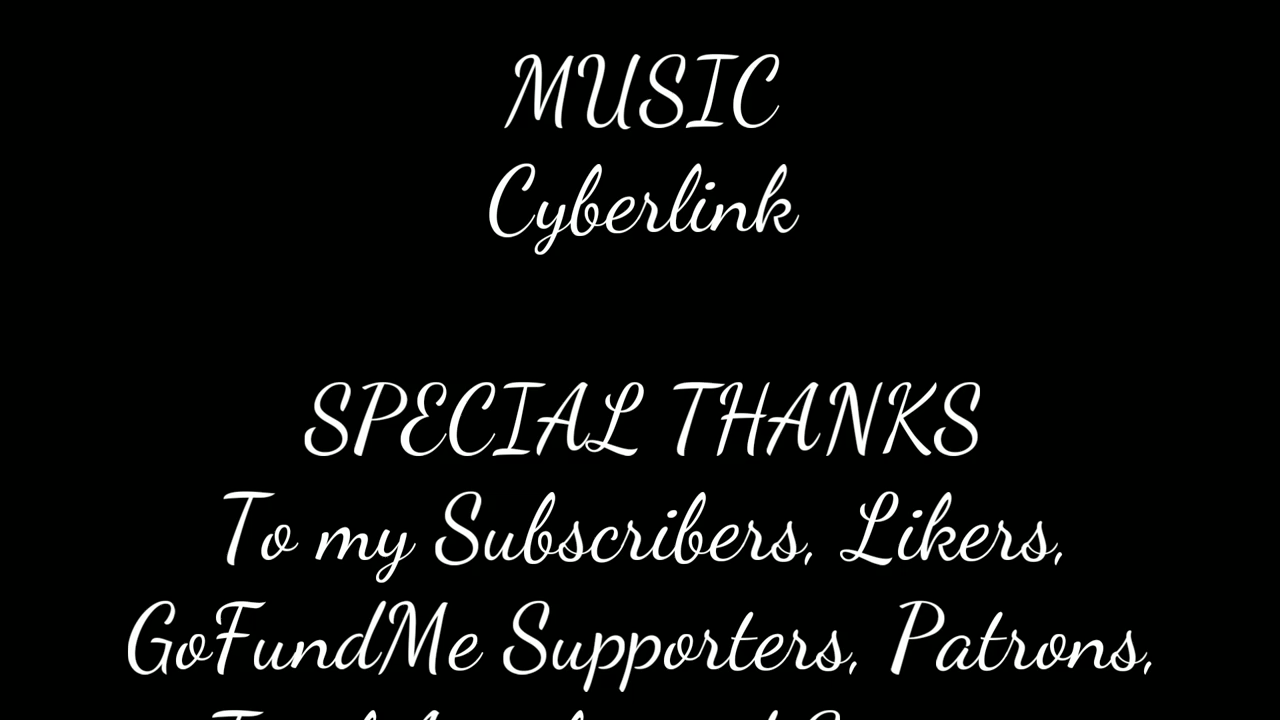 MUSIC
Cyberlink
SPECIAL THANKS
To my Subscribers, Likers,
GoFundMe Supporters, Patrons,